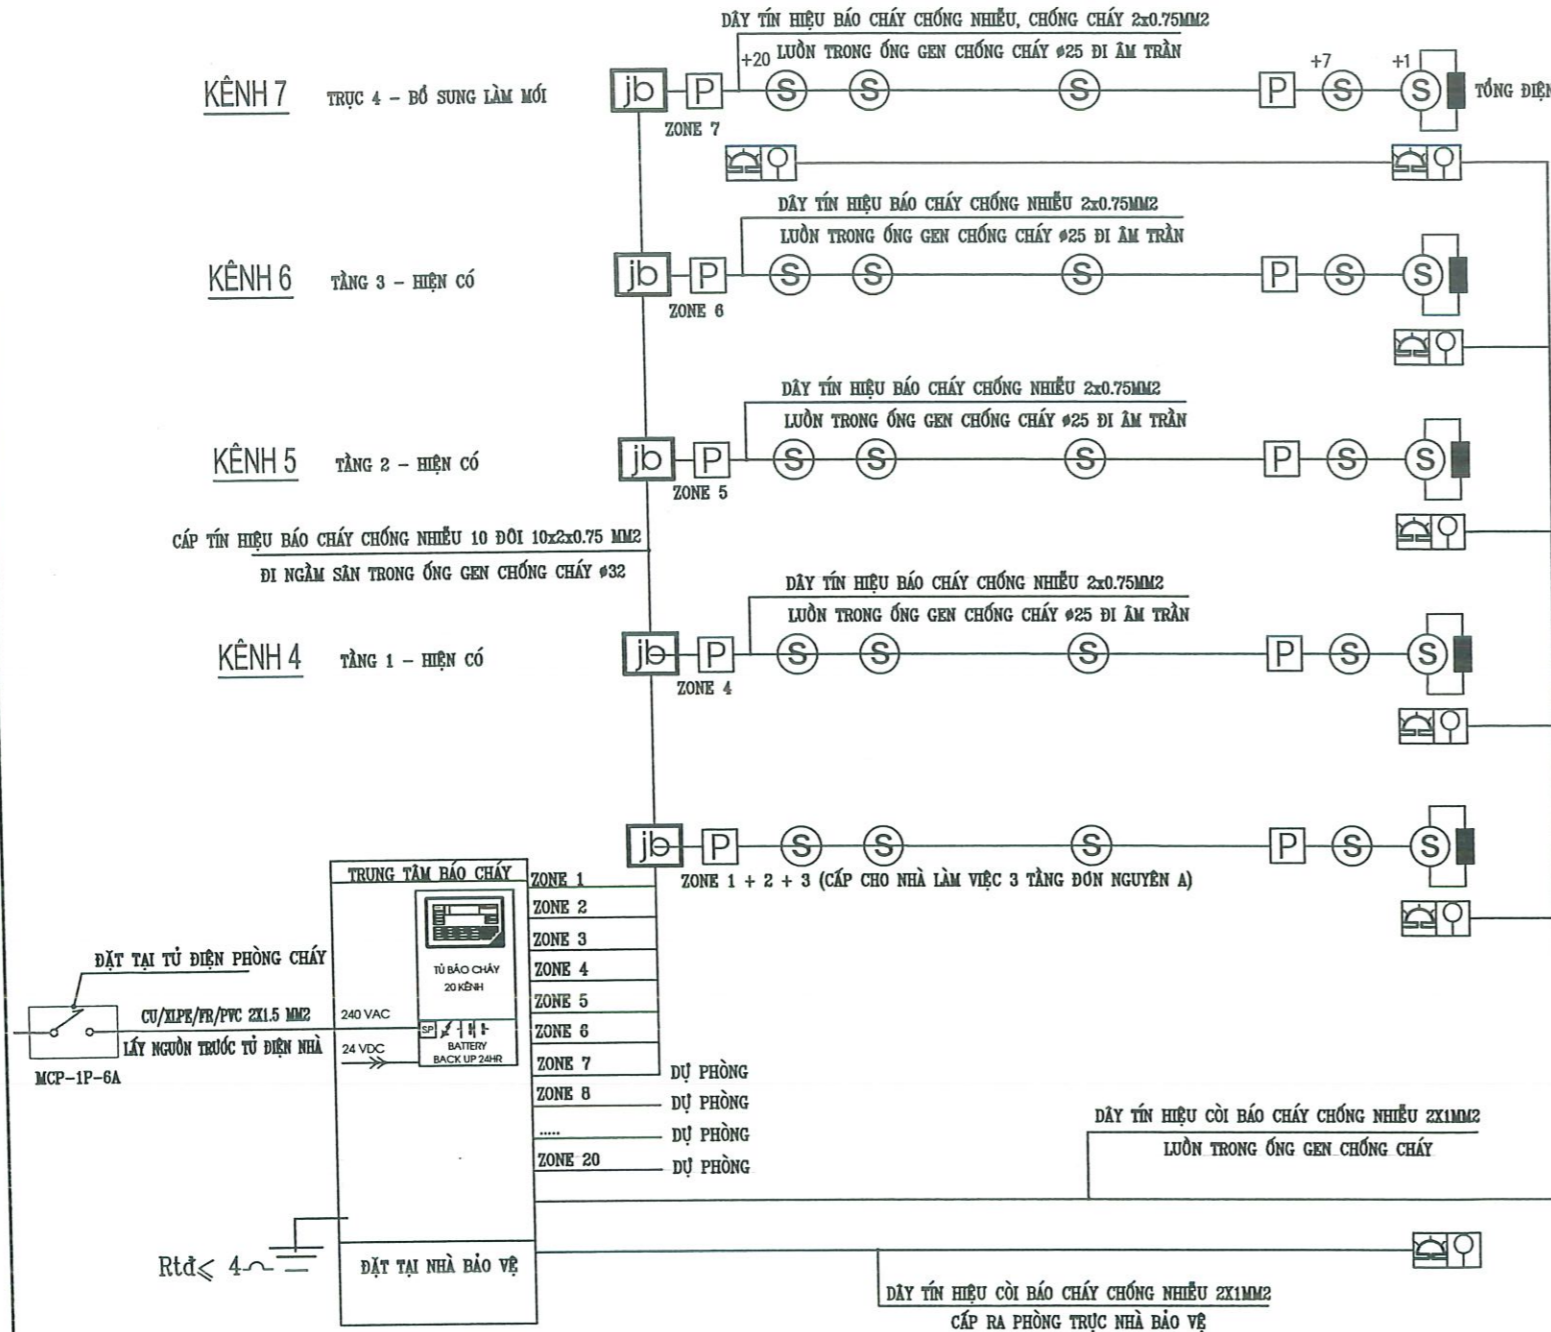 DÂY TÍN HIỆU BÁO CHÁY CHỐNG NHIỄU, CHỐNG CHÁY 2x0.75MM2
LUỒN TRONG ỐNG GEN CHỐNG CHÁY ø25 ĐI ÂM TRẦN
KÊNH 7
TRỤC 4 - BỔ SUNG LÀM MỚI
jb
P
+20
S
S
S
P
+7
S
+1
S
TỔNG ĐIỆN
ZONE 7
DÂY TÍN HIỆU BÁO CHÁY CHỐNG NHIỄU 2x0.75MM2
LUỒN TRONG ỐNG GEN CHỐNG CHÁY ø25 ĐI ÂM TRẦN
KÊNH 6
TẦNG 3 - HIỆN CÓ
jb
P
S
S
S
P
S
S
ZONE 6
DÂY TÍN HIỆU BÁO CHÁY CHỐNG NHIỄU 2x0.75MM2
LUỒN TRONG ỐNG GEN CHỐNG CHÁY ø25 ĐI ÂM TRẦN
KÊNH 5
TẦNG 2 - HIỆN CÓ
jb
P
S
S
S
P
S
S
ZONE 5
CÁP TÍN HIỆU BÁO CHÁY CHỐNG NHIỄU 10 ĐÔI 10x2x0.75 MM2
ĐI NGẦM SÂN TRONG ỐNG GEN CHỐNG CHÁY ø32
DÂY TÍN HIỆU BÁO CHÁY CHỐNG NHIỄU 2x0.75MM2
LUỒN TRONG ỐNG GEN CHỐNG CHÁY ø25 ĐI ÂM TRẦN
KÊNH 4
TẦNG 1 - HIỆN CÓ
jb
P
S
S
S
P
S
S
ZONE 4
jb
P
S
S
S
P
S
S
ZONE 1 + 2 + 3 (CẤP CHO NHÀ LÀM VIỆC 3 TẦNG ĐƠN NGUYÊN A)
TRUNG TÂM BÁO CHÁY
ZONE 1
ZONE 2
ZONE 3
ZONE 4
ZONE 5
ZONE 6
ZONE 7
DỰ PHÒNG
ZONE 8
DỰ PHÒNG
.....
DỰ PHÒNG
ZONE 20
DỰ PHÒNG
TỦ BÁO CHÁY
20 KÊNH
SP
BATTERY
BACK UP 24HR
240 VAC
24 VDC
ĐẶT TẠI TỦ ĐIỆN PHÒNG CHÁY
CU/XLPE/FR/PVC 2X1.5 MM2
LẤY NGUỒN TRƯỚC TỦ ĐIỆN NHÀ
MCP-1P-6A
DÂY TÍN HIỆU CÒI BÁO CHÁY CHỐNG NHIỄU 2X1MM2
LUỒN TRONG ỐNG GEN CHỐNG CHÁY
Rtđ⩽ 4
ĐẶT TẠI NHÀ BẢO VỆ
DÂY TÍN HIỆU CÒI BÁO CHÁY CHỐNG NHIỄU 2X1MM2
CẤP RA PHÒNG TRỰC NHÀ BẢO VỆ